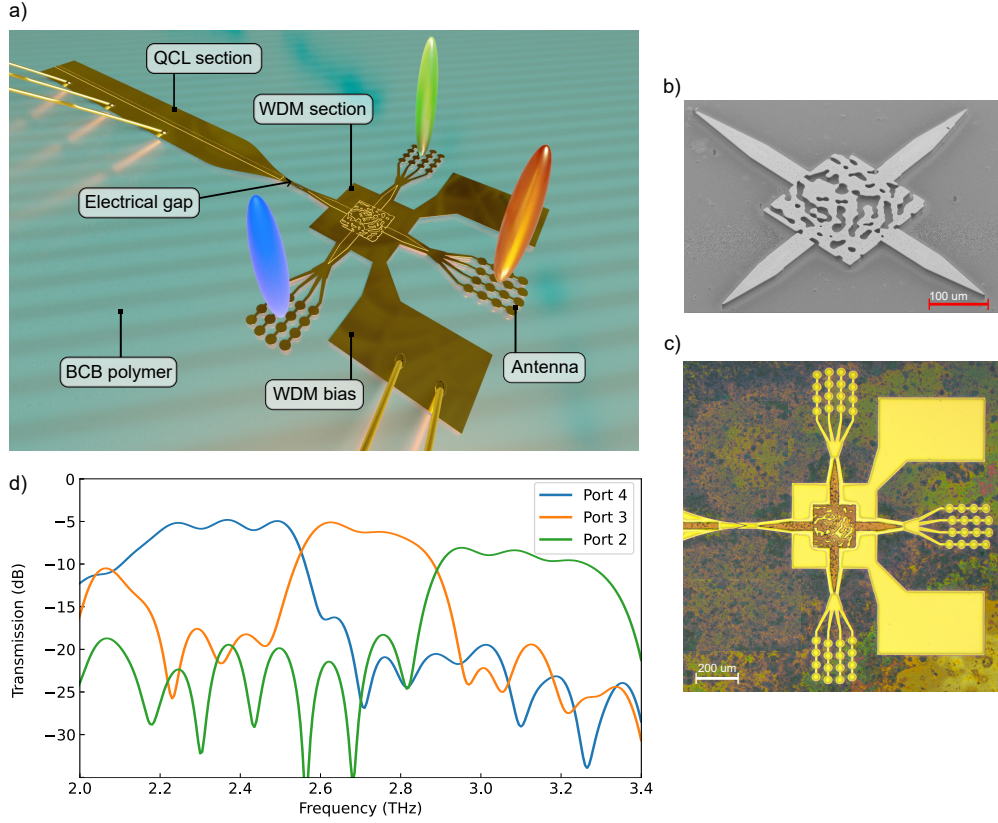 a)
QCL section
WDM section
Electrical gap
BCB polymer
WDM bias
Antenna
b)
100 um
c)
200 um
d)
Transmission (dB)
0
−5
−10
−15
−20
−25
−30
Port 4
Port 3
Port 2
2.0 2.2 2.4 2.6 2.8 3.0 3.2 3.4
Frequency (THz)